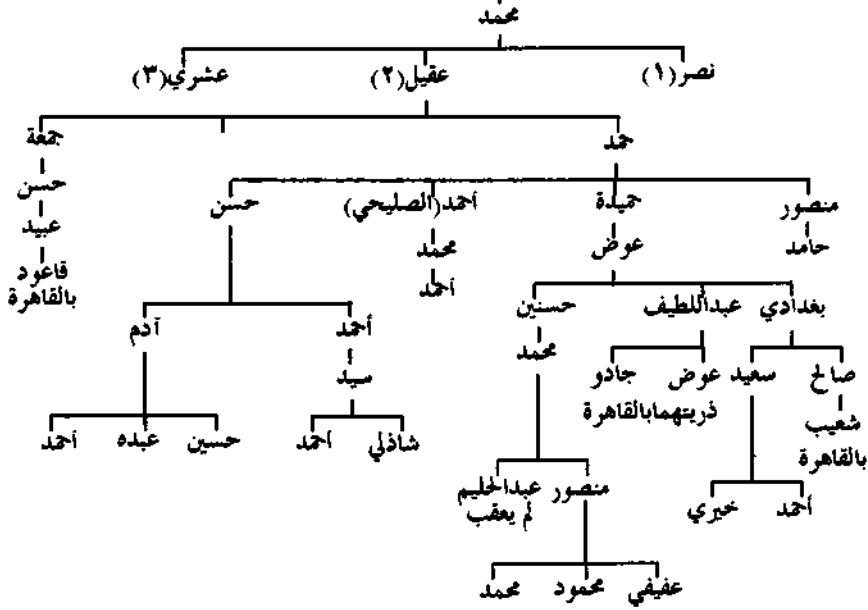 محمد
نصر(١) عقيل(٢) عشري(٣)
حمد جمعة
حسن
منصور حميدة أحمد(الصليحي) حسن
عبيد
حامد عوض محمد
قاعود
بالقاهرة
أحمد
بغدادي عبداللطيف حسنين
أحمد آدم
محمد
صالح سعيد عوض جادو
سيد
شعيب ذريتهما بالقاهرة
بالقاهرة
شاذلي أحمد حسين عبده أحمد
منصور عبدالحليم
لم يعقب
أحمد خيري
عفيفي محمود محمد